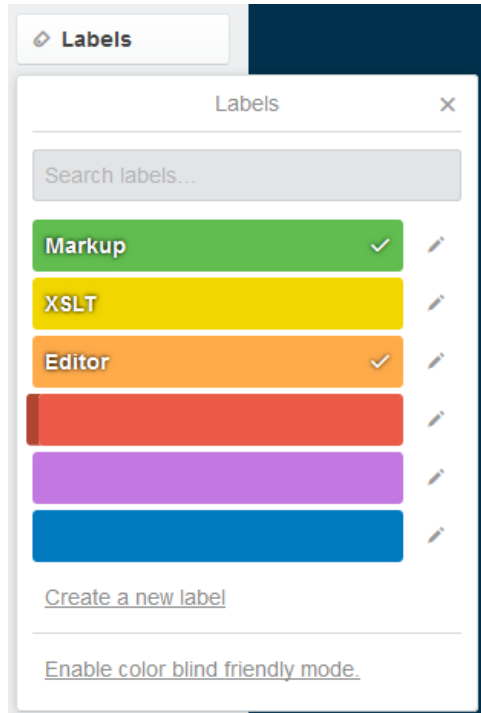 Labels
Labels
Search labels...
Markup
XSLT
Editor
Create a new label
Enable color blind friendly mode.